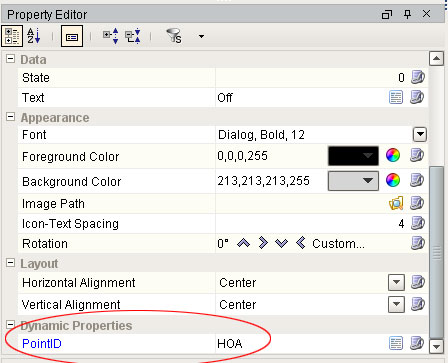 Property Editor
Data
State 0
Text Off
Appearance
Font Dialog, Bold, 12
Foreground Color 0,0,0,255
Background Color 213,213,213,255
Image Path
Icon-Text Spacing 4
Rotation 0° Custom...
Layout
Horizontal Alignment Center
Vertical Alignment Center
Dynamic Properties
PointID HOA